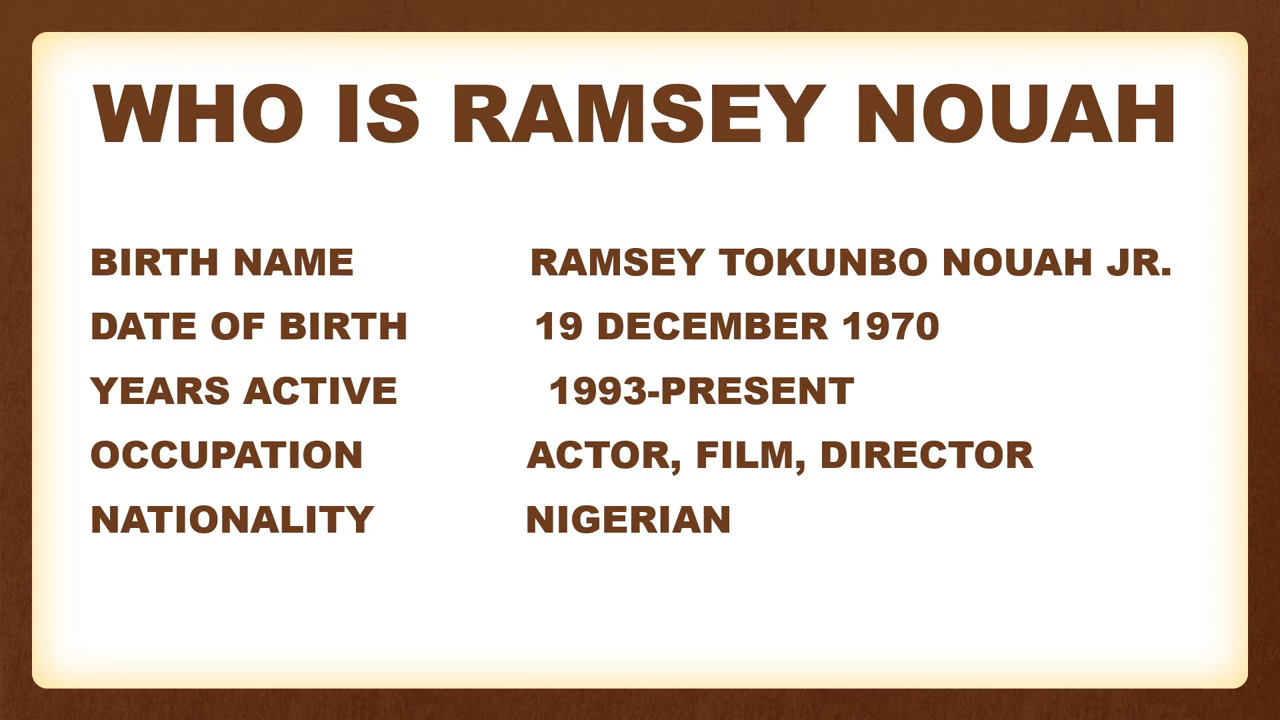 WHO IS RAMSEY NOUAH
BIRTH NAME RAMSEY TOKUNBO NOUAH JR.
DATE OF BIRTH 19 DECEMBER 1970
YEARS ACTIVE 1993-PRESENT
OCCUPATION ACTOR, FILM, DIRECTOR
NATIONALITY NIGERIAN